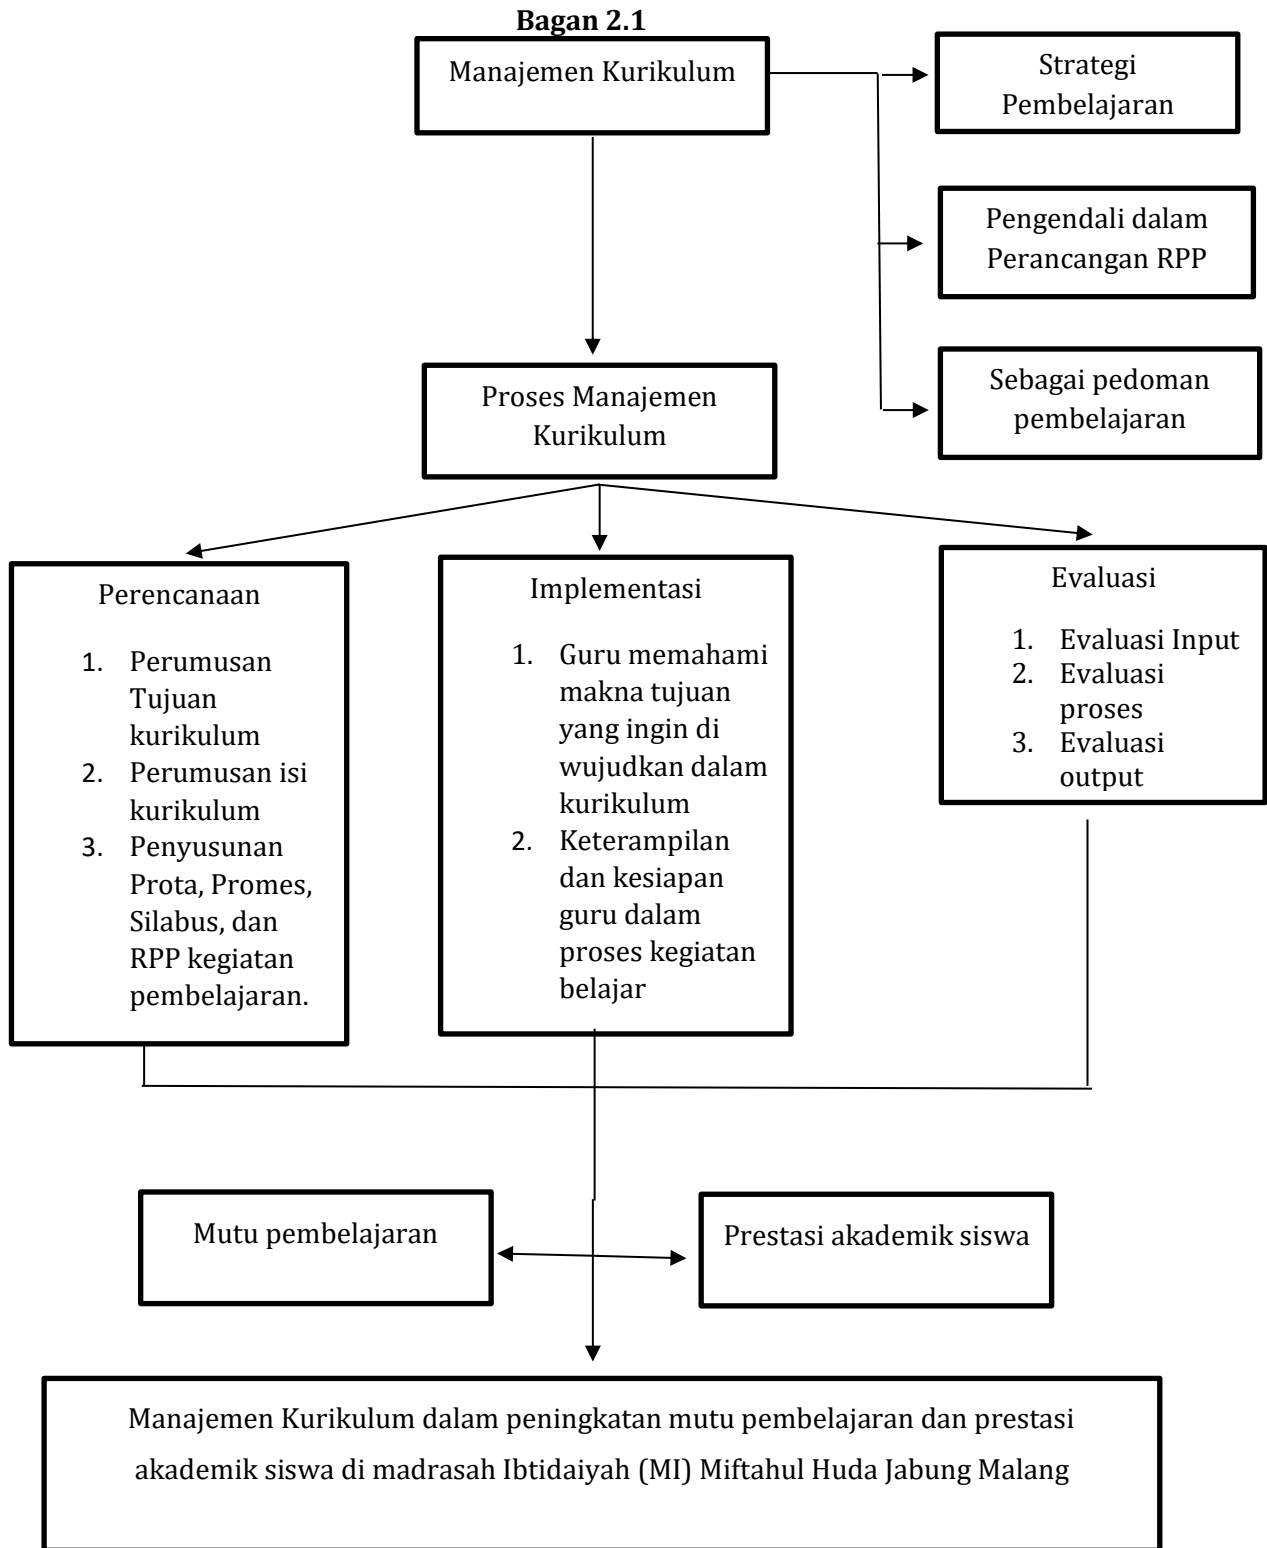 Bagan 2.1
Manajemen Kurikulum
Strategi
Pembelajaran
Pengendali dalam
Perancangan RPP
Sebagai pedoman
pembelajaran
Proses Manajemen
Kurikulum
Perencanaan
1. Perumusan
Tujuan
kurikulum
2. Perumusan isi
kurikulum
3. Penyusunan
Prota, Promes,
Silabus, dan
RPP kegiatan
pembelajaran.
Implementasi
1. Guru memahami
makna tujuan
yang ingin di
wujudkan dalam
kurikulum
2. Keterampilan
dan kesiapan
guru dalam
proses kegiatan
belajar
Evaluasi
1. Evaluasi Input
2. Evaluasi
proses
3. Evaluasi
output
Mutu pembelajaran
Prestasi akademik siswa
Manajemen Kurikulum dalam peningkatan mutu pembelajaran dan prestasi
akademik siswa di madrasah Ibtidaiyah (MI) Miftahul Huda Jabung Malang